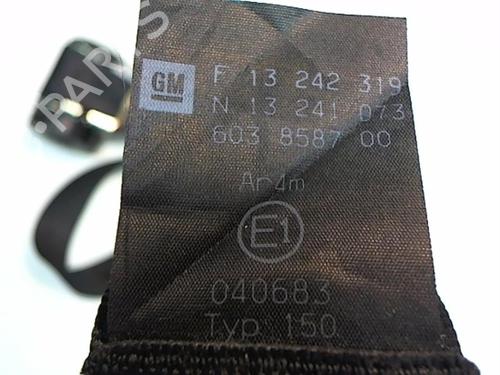 GM
F 13 242 319
N 13 241 073
603 8587 00
Ar4m
E1
040683
Typ 150